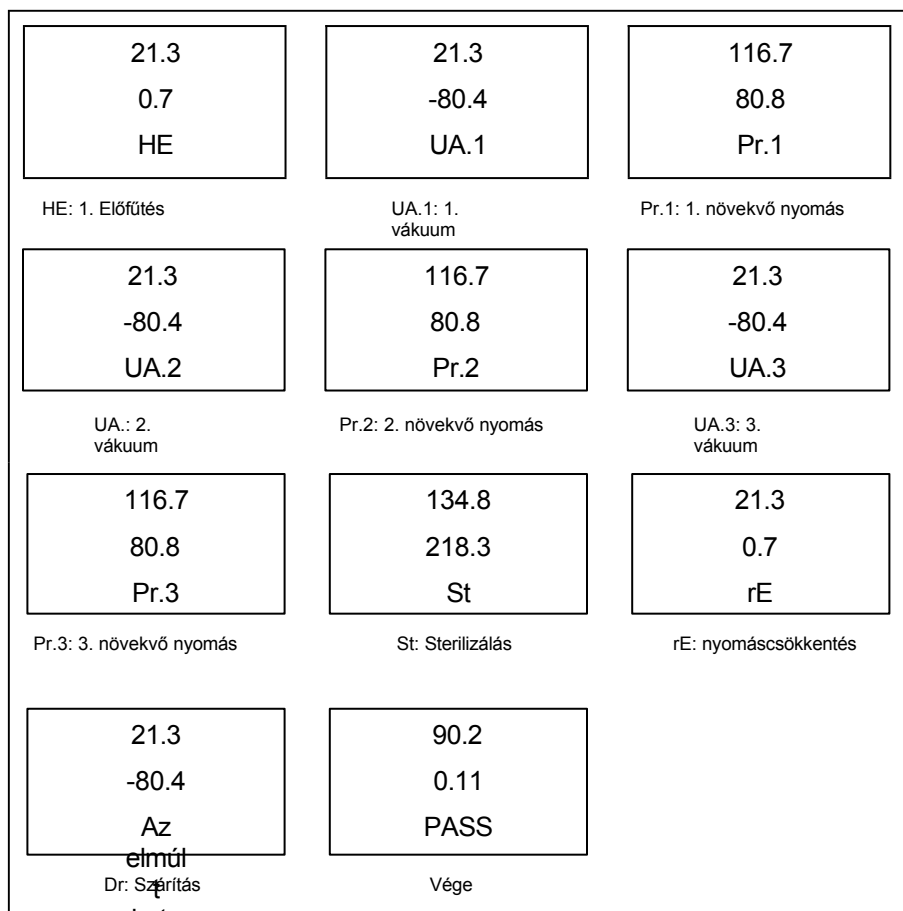 21.3
0.7
HE
HE: 1. Előfűtés
21.3
-80.4
UA.1
UA.1: 1.
vákuum
116.7
80.8
Pr.1
Pr.1: 1. növekvő nyomás
21.3
-80.4
UA.2
UA.: 2.
vákuum
116.7
80.8
Pr.2
Pr.2: 2. növekvő nyomás
21.3
-80.4
UA.3
UA.3: 3.
vákuum
116.7
80.8
Pr.3
Pr.3: 3. növekvő nyomás
134.8
218.3
St
St: Sterilizálás
21.3
0.7
rE
rE: nyomáscsökkentés
21.3
-80.4
Az
elmúl
t
Dr: Szárítás
90.2
0.11
PASS
Vége